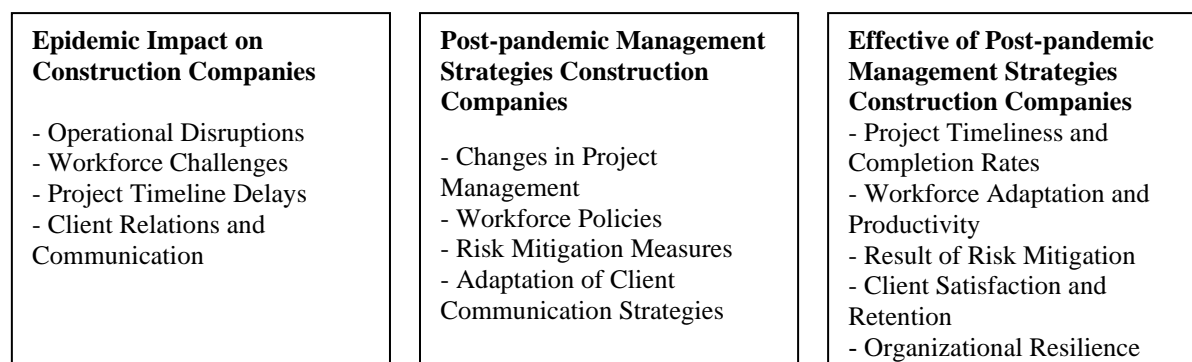 Epidemic Impact on
Construction Companies
- Operational Disruptions
- Workforce Challenges
- Project Timeline Delays
- Client Relations and
Communication
Post-pandemic Management
Strategies Construction
Companies
- Changes in Project
Management
- Workforce Policies
- Risk Mitigation Measures
- Adaptation of Client
Communication Strategies
Effective of Post-pandemic
Management Strategies
Construction Companies
- Project Timeliness and
Completion Rates
- Workforce Adaptation and
Productivity
- Result of Risk Mitigation
- Client Satisfaction and
Retention
- Organizational Resilience